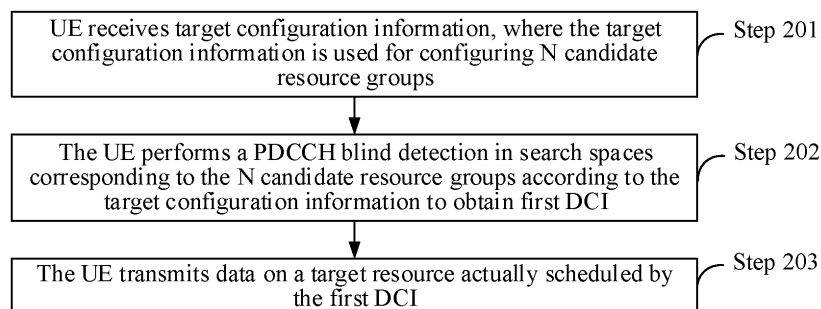 UE receives target configuration information, where the target
configuration information is used for configuring N candidate
resource groups
Step 201
The UE performs a PDCCH blind detection in search spaces
corresponding to the N candidate resource groups according to the
target configuration information to obtain first DCI
Step 202
The UE transmits data on a target resource actually scheduled by
the first DCI
Step 203